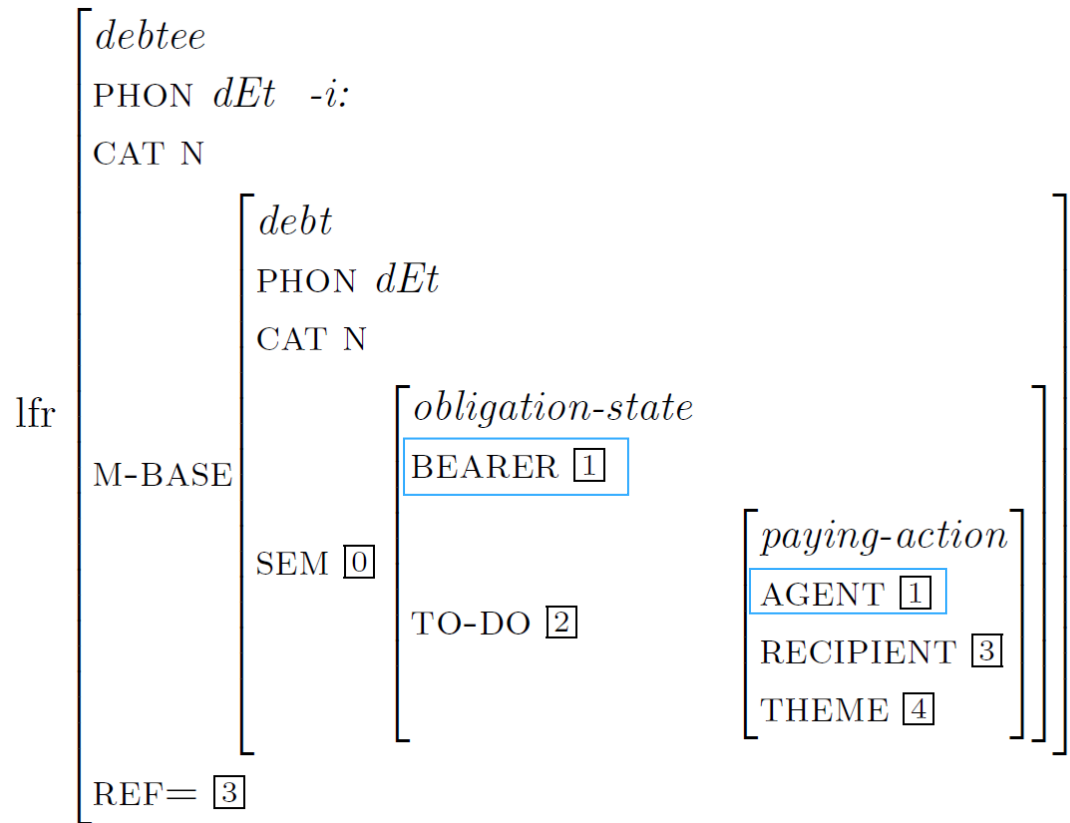 debtee
PHON dEt -i:
CAT N
debt
PHON dEt
CAT N
lfr
obligation-state
BEARER 1
M-BASE
paying-action
SEM 0
AGENT 1
TO-DO 2
RECIPIENT 3
THEME 4
REF= 3